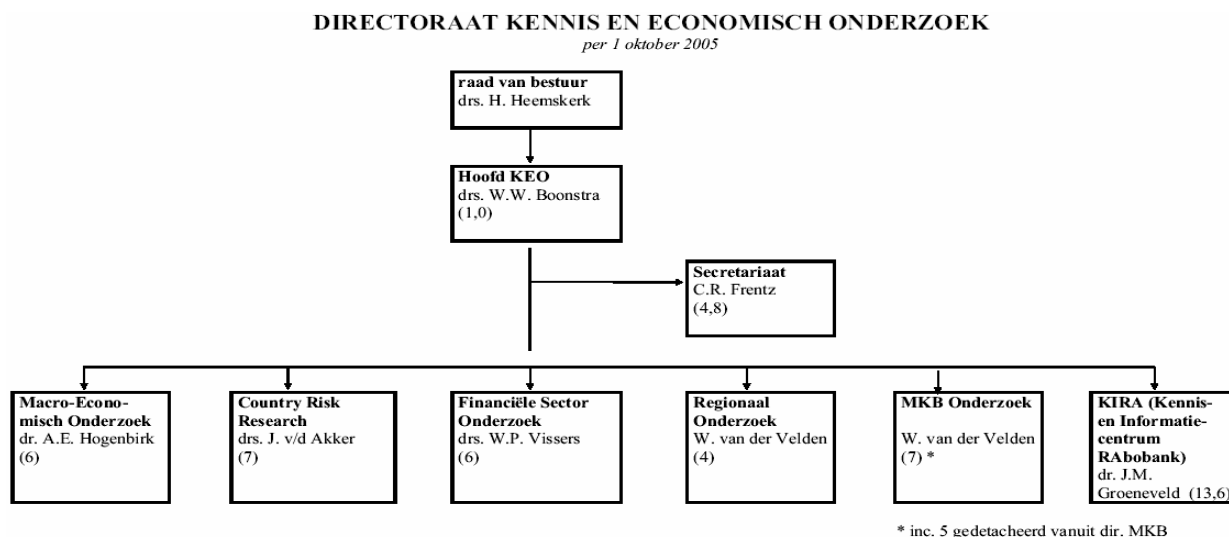 DIRECTORAAT KENNIS EN ECONOMISCH ONDERZOEK
per 1 oktober 2005
raad van bestuur
drs. H. Heemskerk
Hoofd KEO
drs. W.W. Boonstra
(1,0)
Secretariaat
C.R. Frentz
(4,8)
Macro-Econo-
misch Onderzoek
dr. A.E. Hogenbirk
(6)
Country Risk
Research
drs. J. v/d Akker
(7)
Financiële Sector
Onderzoek
drs. W.P. Vissers
(6)
Regionaal
Onderzoek
W. van der Velden
(4)
MKB Onderzoek
W. van der Velden
(7) *
KIRA (Kennis-
en Informatie-
centrum
RAbobank)
dr. J.M.
Groeneveld (13,6)
* inc. 5 gedetacheerd vanuit dir. MKB